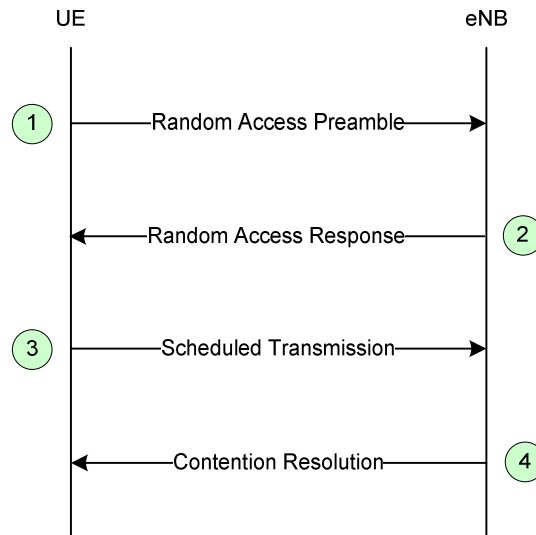 UE
eNB
1
Random Access Preamble
Random Access Response
2
3
Scheduled Transmission
Contention Resolution
4